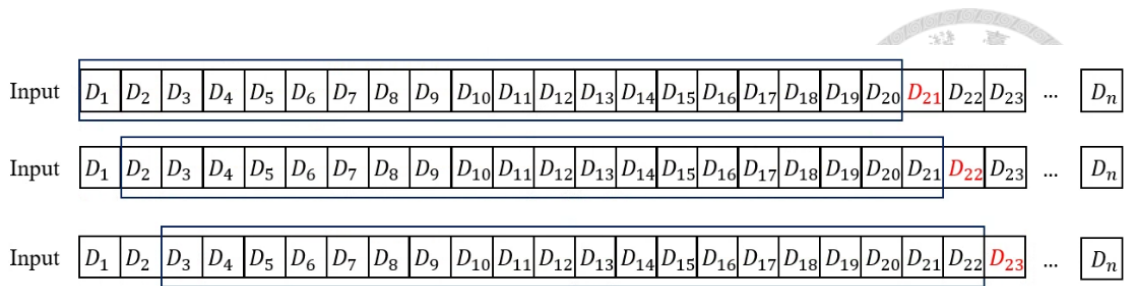 Input D₁ D₂ D₃ D₄ D₅ D₆ D₇ D₈ D₉ D₁₀ D₁₁ D₁₂ D₁₃ D₁₄ D₁₅ D₁₆ D₁₇ D₁₈ D₁₉ D₂₀ D₂₁ D₂₂ D₂₃ ... Dₙ
Input D₁ D₂ D₃ D₄ D₅ D₆ D₇ D₈ D₉ D₁₀ D₁₁ D₁₂ D₁₃ D₁₄ D₁₅ D₁₆ D₁₇ D₁₈ D₁₉ D₂₀ D₂₁ D₂₂ D₂₃ ... Dₙ
Input D₁ D₂ D₃ D₄ D₅ D₆ D₇ D₈ D₉ D₁₀ D₁₁ D₁₂ D₁₃ D₁₄ D₁₅ D₁₆ D₁₇ D₁₈ D₁₉ D₂₀ D₂₁ D₂₂ D₂₃ ... Dₙ